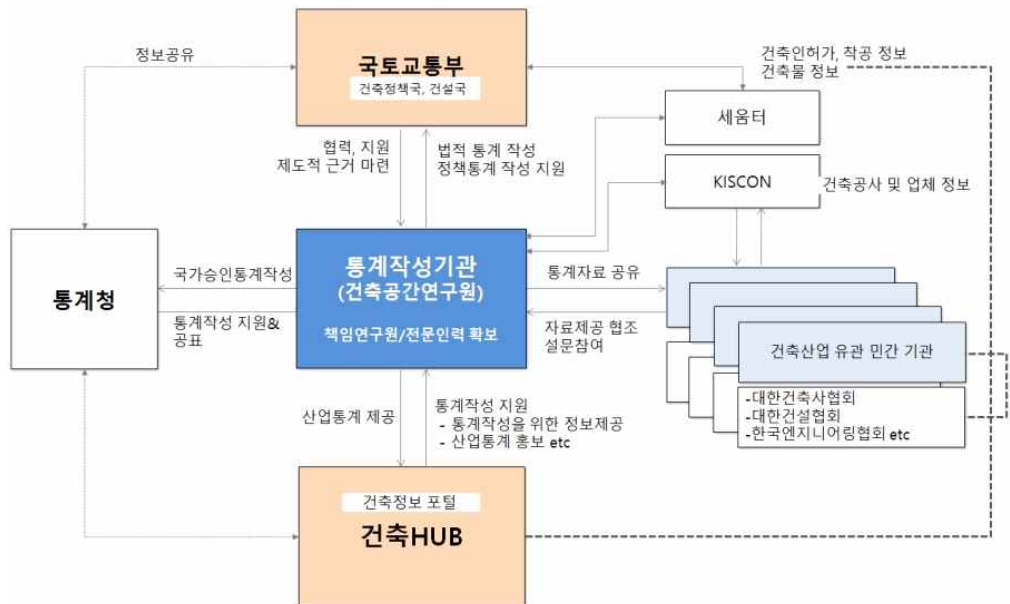 정보공유
국토교통부
건축정책국, 건설국
건축인허가, 착공 정보
건축물 정보
세움터
협력, 지원
제도적 근거 마련
법적 통계 작성
정책통계 작성 지원
KISCON
건축공사 및 업체 정보
통계청
국가승인통계작성
통계작성 지원&
공표
통계작성기관
(건축공간연구원)
책임연구원/전문인력 확보
통계자료 공유
자료제공 협조
설문참여
건축산업 유관 민간 기관
-대한건축사협회
-대한건설협회
-한국엔지니어링협회 etc
산업통계 제공
통계작성 지원
- 통계작성을 위한 정보제공
- 산업통계 홍보 etc
건축정보 포털
건축HUB